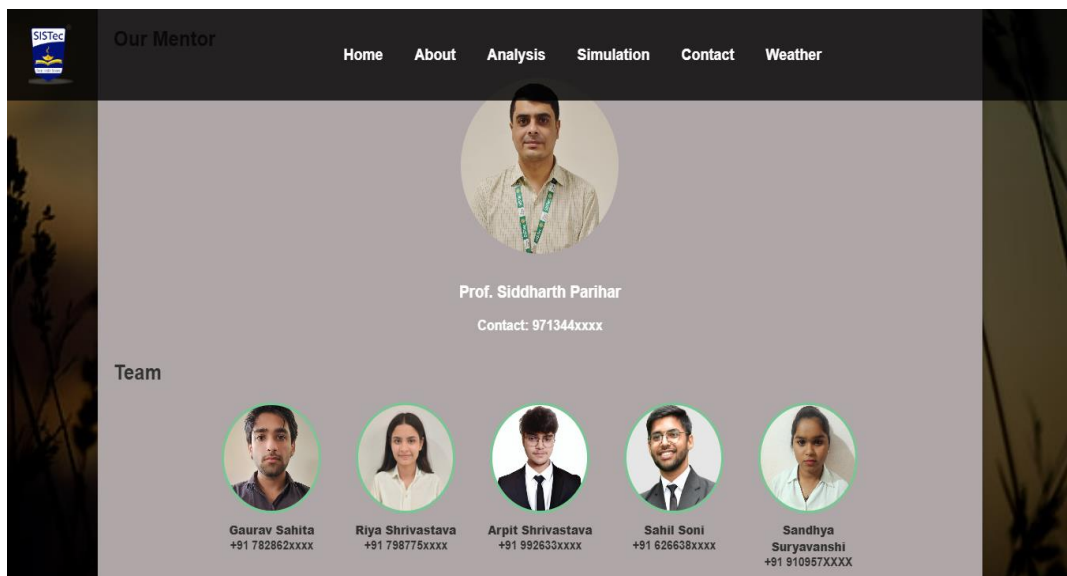 SISTec
Our Mentor
Home About Analysis Simulation Contact Weather
Prof. Siddharth Parihar
Contact: 971344xxxx
Team
Gaurav Sahita
+91 782862xxxx
Riya Shrivastava
+91 798775xxxx
Arpit Shrivastava
+91 992633xxxx
Sahil Soni
+91 626638xxxx
Sandhya
Suryavanshi
+91 910957XXXX